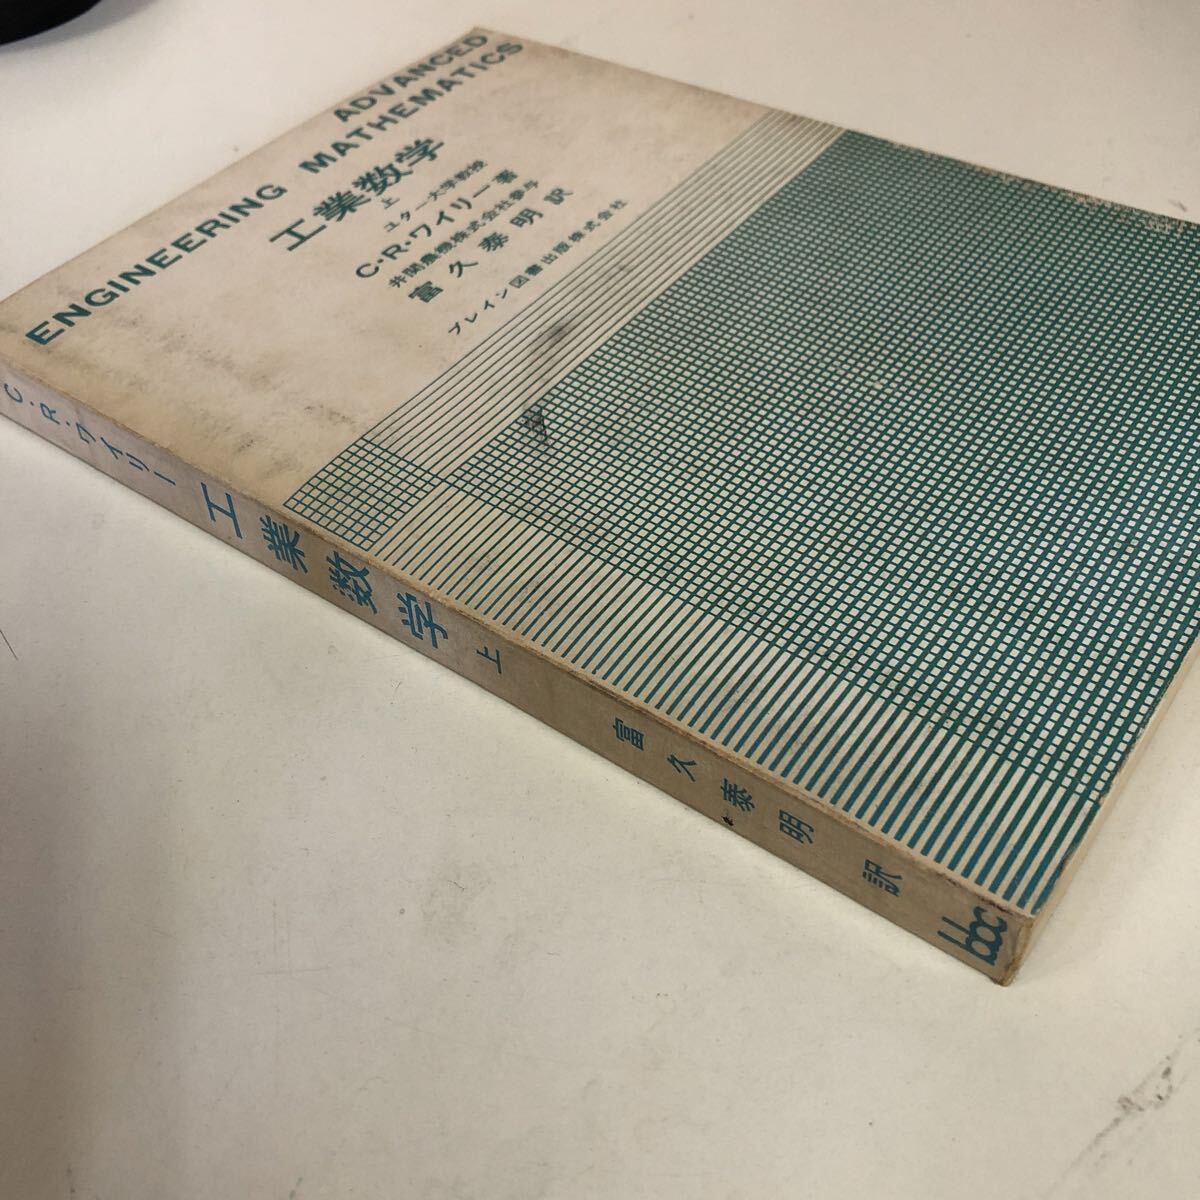 ADVANCED
ENGINEERING MATHEMATICS
工業数学
上
ユター大学教授
C・R・ワイリー著
井関農機株式会社参与
富久泰明訳
ブレイン図書出版株式会社
C・R・ワイリー 工業数学 上 富久泰明 訳 bbc